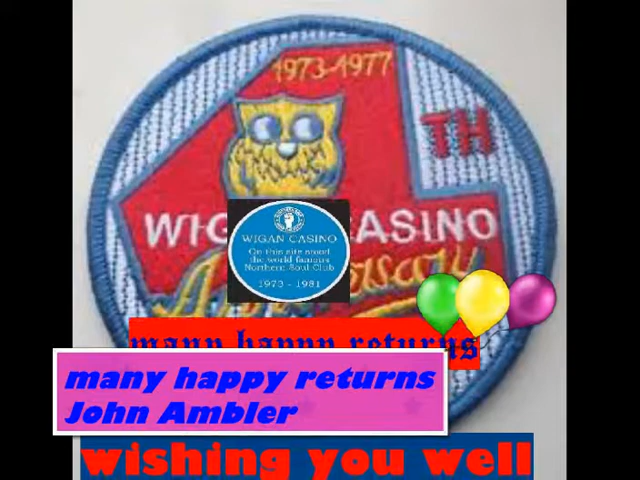 1973-1977
TH
WIGAN CASINO
On this site stood
the world famous
Northern Soul Club
1973 - 1981
WIG CASINO
many happy returns
many happy returns
John Ambler
wishing you well